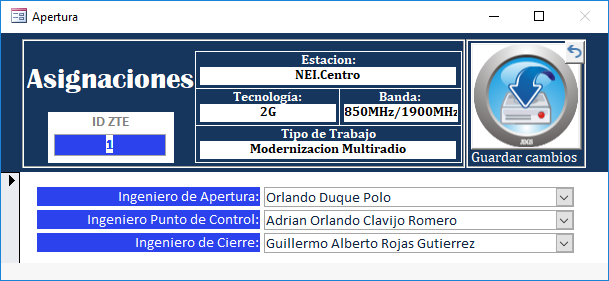 Apertura
Asignaciones
ID ZTE
1
Estacion:
NEI.Centro
Tecnología: Banda:
2G 850MHz/1900MHz
Tipo de Trabajo
Modernizacion Multiradio
Guardar cambios
Ingeniero de Apertura: Orlando Duque Polo
Ingeniero Punto de Control: Adrian Orlando Clavijo Romero
Ingeniero de Cierre: Guillermo Alberto Rojas Gutierrez